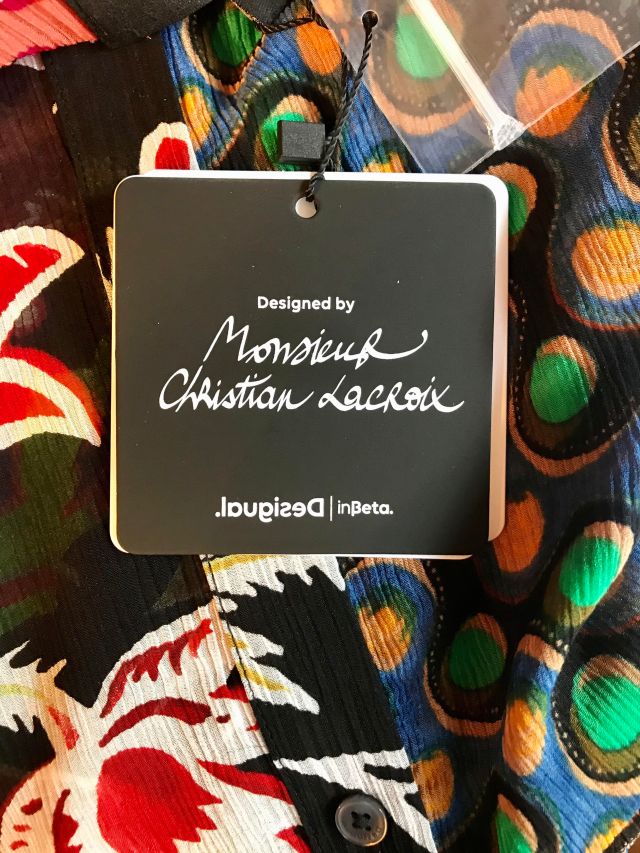 Designed by
Monsieur
Christian Lacroix
Desigual. | inBeta.